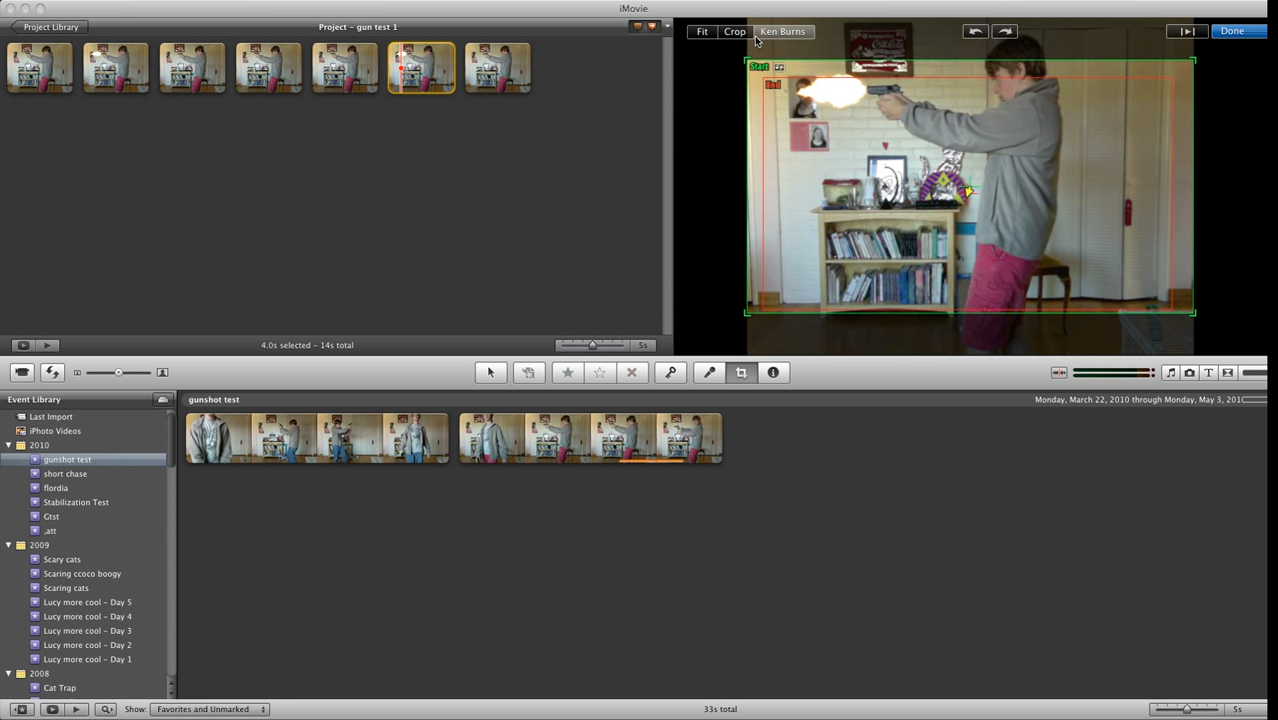 iMovie
Project Library
Project - gun test 1
Fit
Crop
Ken Burns
Done
Start
End
4.0s selected - 14s total
5s
Event Library
gunshot test
Monday, March 22, 2010 through Monday, May 3, 201
Last Import
iPhoto Videos
2010
gunshot test
short chase
flordia
Stabilization Test
Gtst
,att
2009
Scary cats
Scaring ccoco boogy
Scaring cats
Lucy more cool - Day 5
Lucy more cool - Day 4
Lucy more cool - Day 3
Lucy more cool - Day 2
Lucy more cool - Day 1
2008
Cat Trap
Show:
Favorites and Unmarked
33s total
5s